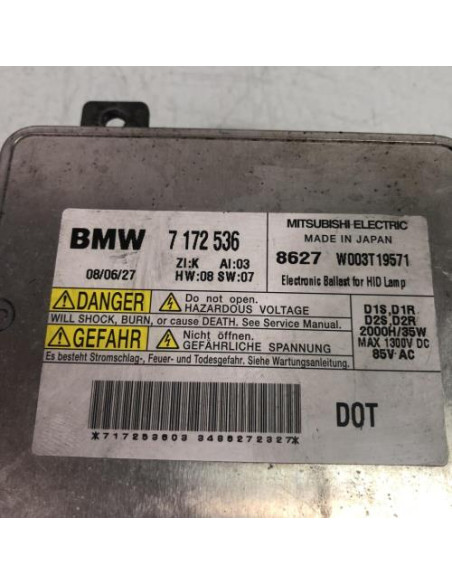 BMW 7 172 536
ZI:K AI:03
08/06/27 HW:08 SW:07
MITSUBISHI-ELECTRIC
MADE IN JAPAN
8627 W003T19571
Electronic Ballast for HID Lamp
DANGER Do not open.
HAZARDOUS VOLTAGE
WILL SHOCK, BURN, or cause DEATH. See Service Manual.
GEFAHR Nicht öffnen.
GEFÄHRLICHE SPANNUNG
Es besteht Stromschlag-, Feuer- und Todesgefahr. Siehe Wartungsanleitung.
D1S,D1R
D2S,D2R
2000H/35W
MAX 1300V DC
85V AC
*717253603 3486272327*
DOT